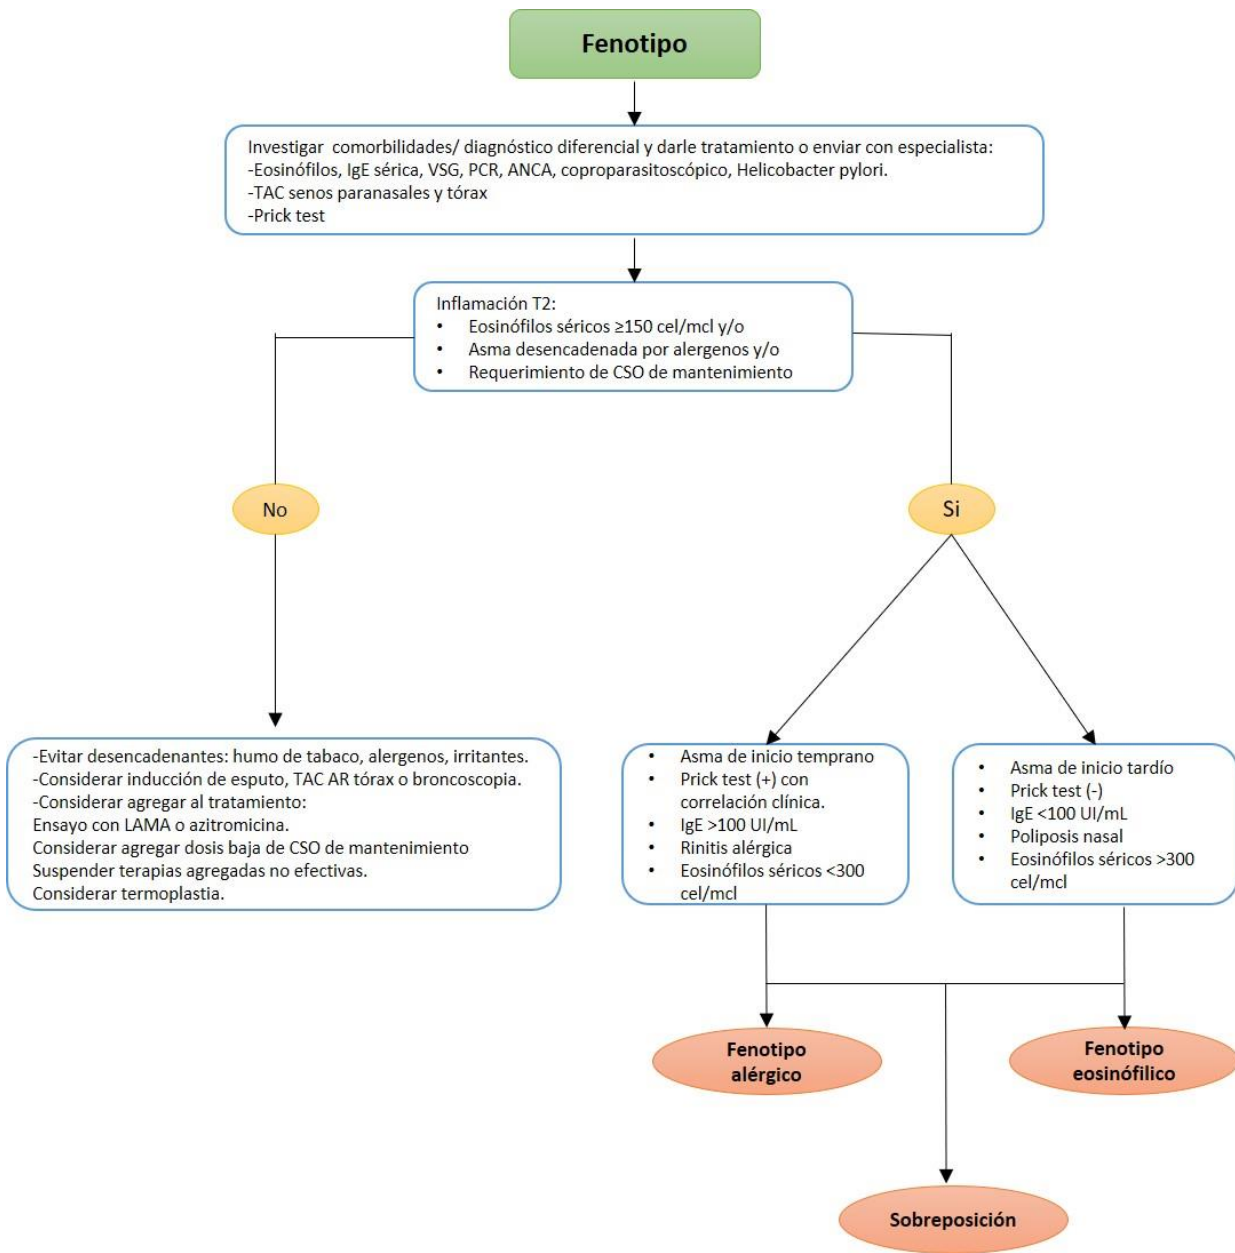 Fenotipo
Investigar comorbilidades/ diagnóstico diferencial y darle tratamiento o enviar con especialista:
-Eosinófilos, IgE sérica, VSG, PCR, ANCA, coproparasitoscópico, Helicobacter pylori.
-TAC senos paranasales y tórax
-Prick test
Inflamación T2:
• Eosinófilos séricos ≥150 cel/mcl y/o
• Asma desencadenada por alergenos y/o
• Requerimiento de CSO de mantenimiento
No
Si
-Evitar desencadenantes: humo de tabaco, alergenos, irritantes.
-Considerar inducción de esputo, TAC AR tórax o broncoscopia.
-Considerar agregar al tratamiento:
Ensayo con LAMA o azitromicina.
Considerar agregar dosis baja de CSO de mantenimiento
Suspender terapias agregadas no efectivas.
Considerar termoplastia.
• Asma de inicio temprano
• Prick test (+) con
correlación clínica.
• IgE >100 UI/mL
• Rinitis alérgica
• Eosinófilos séricos <300
cel/mcl
• Asma de inicio tardío
• Prick test (-)
• IgE <100 UI/mL
• Poliposis nasal
• Eosinófilos séricos >300
cel/mcl
Fenotipo
alérgico
Fenotipo
eosinófilico
Sobreposición